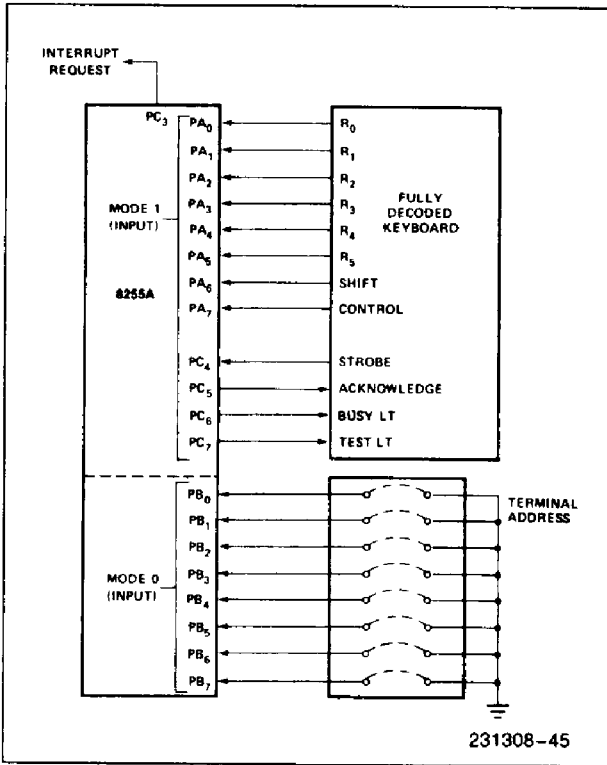 INTERRUPT
REQUEST
PC3
PA0
R0
PA1
R1
PA2
R2
MODE 1
(INPUT)
PA3
R3
FULLY
DECODED
KEYBOARD
PA4
R4
PA5
R5
8255A
PA6
SHIFT
PA7
CONTROL
PC4
STROBE
PC5
ACKNOWLEDGE
PC6
BUSY LT
PC7
TEST LT
PB0
TERMINAL
ADDRESS
PB1
PB2
MODE 0
(INPUT)
PB3
PB4
PB5
PB6
PB7
231308-45